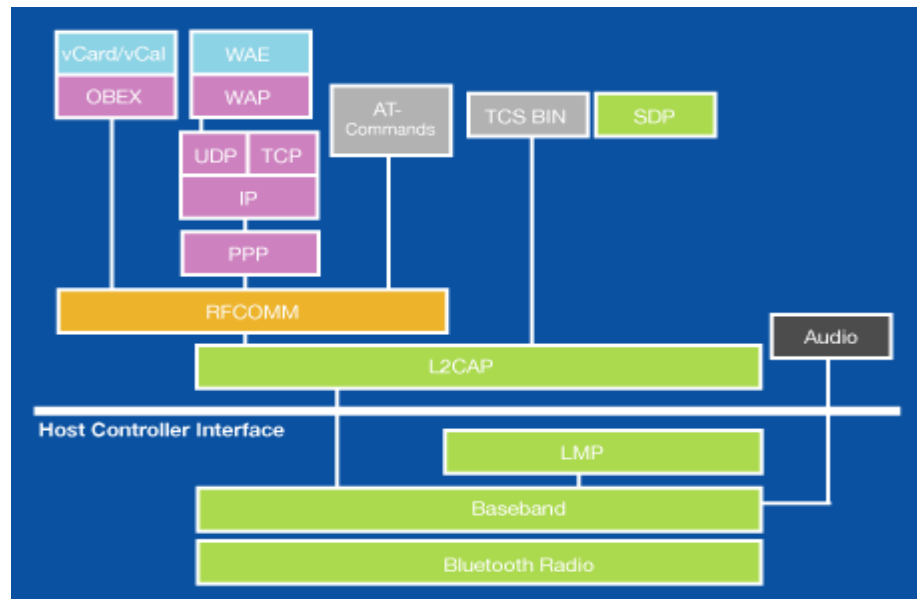 vCard/vCal
WAE
OBEX
WAP
AT-
Commands
TCS BIN
SDP
UDP
TCP
IP
PPP
RFCOMM
Audio
L2CAP
Host Controller Interface
LMP
Baseband
Bluetooth Radio